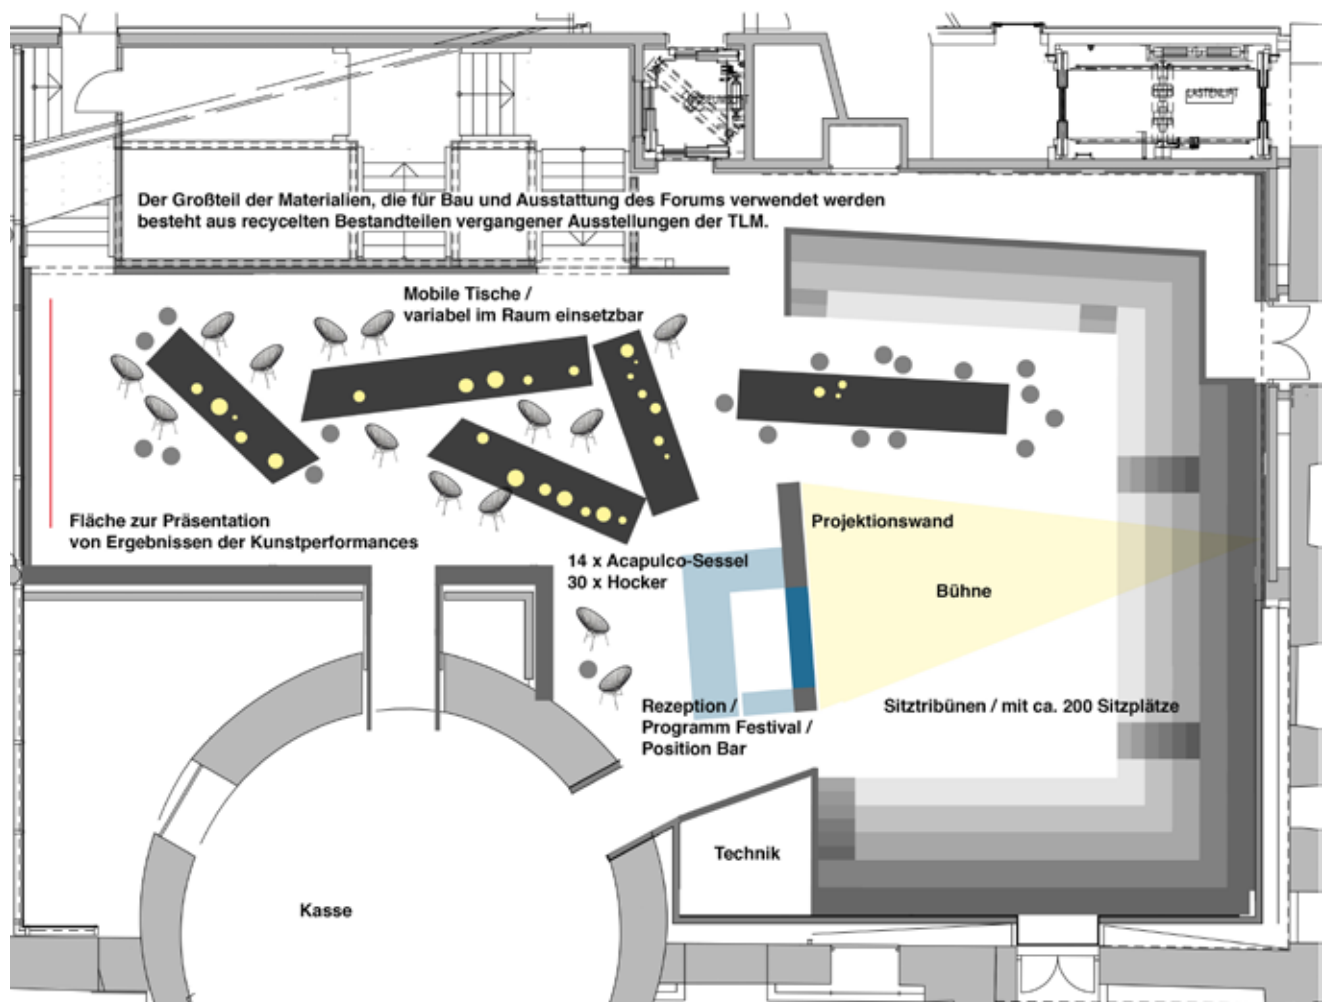 LASTENLIFT
Der Großteil der Materialien, die für Bau und Ausstattung des Forums verwendet werden
besteht aus recycelten Bestandteilen vergangener Ausstellungen der TLM.
Mobile Tische /
variabel im Raum einsetzbar
Fläche zur Präsentation
von Ergebnissen der Kunstperformances
Projektionswand
14 x Acapulco-Sessel
30 x Hocker
Bühne
Rezeption /
Programm Festival /
Position Bar
Sitztribünen / mit ca. 200 Sitzplätze
Technik
Kasse